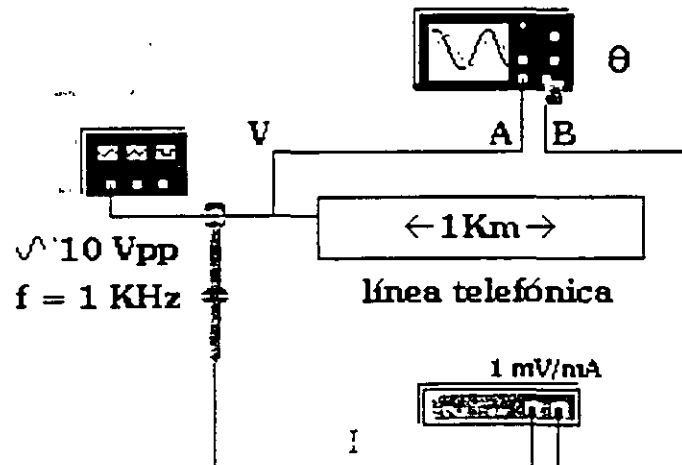 θ
V
A B
←1Km→
10 Vpp
f = 1 KHz
línea telefónica
1 mV/mA
I